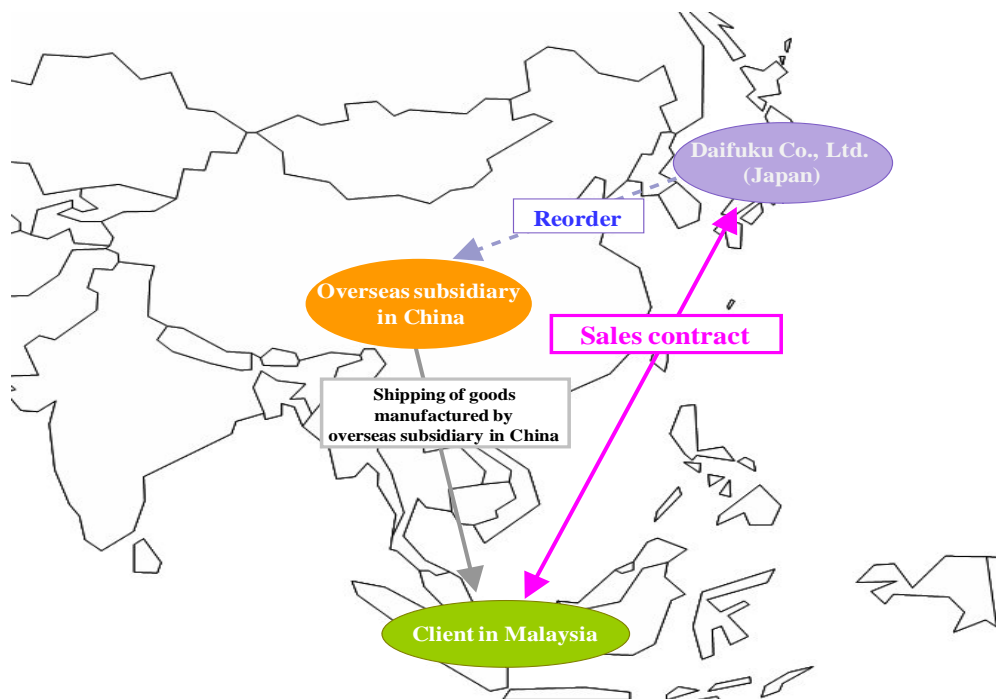 Daifuku Co., Ltd.
(Japan)
Reorder
Overseas subsidiary
in China
Sales contract
Shipping of goods
manufactured by
overseas subsidiary in China
Client in Malaysia